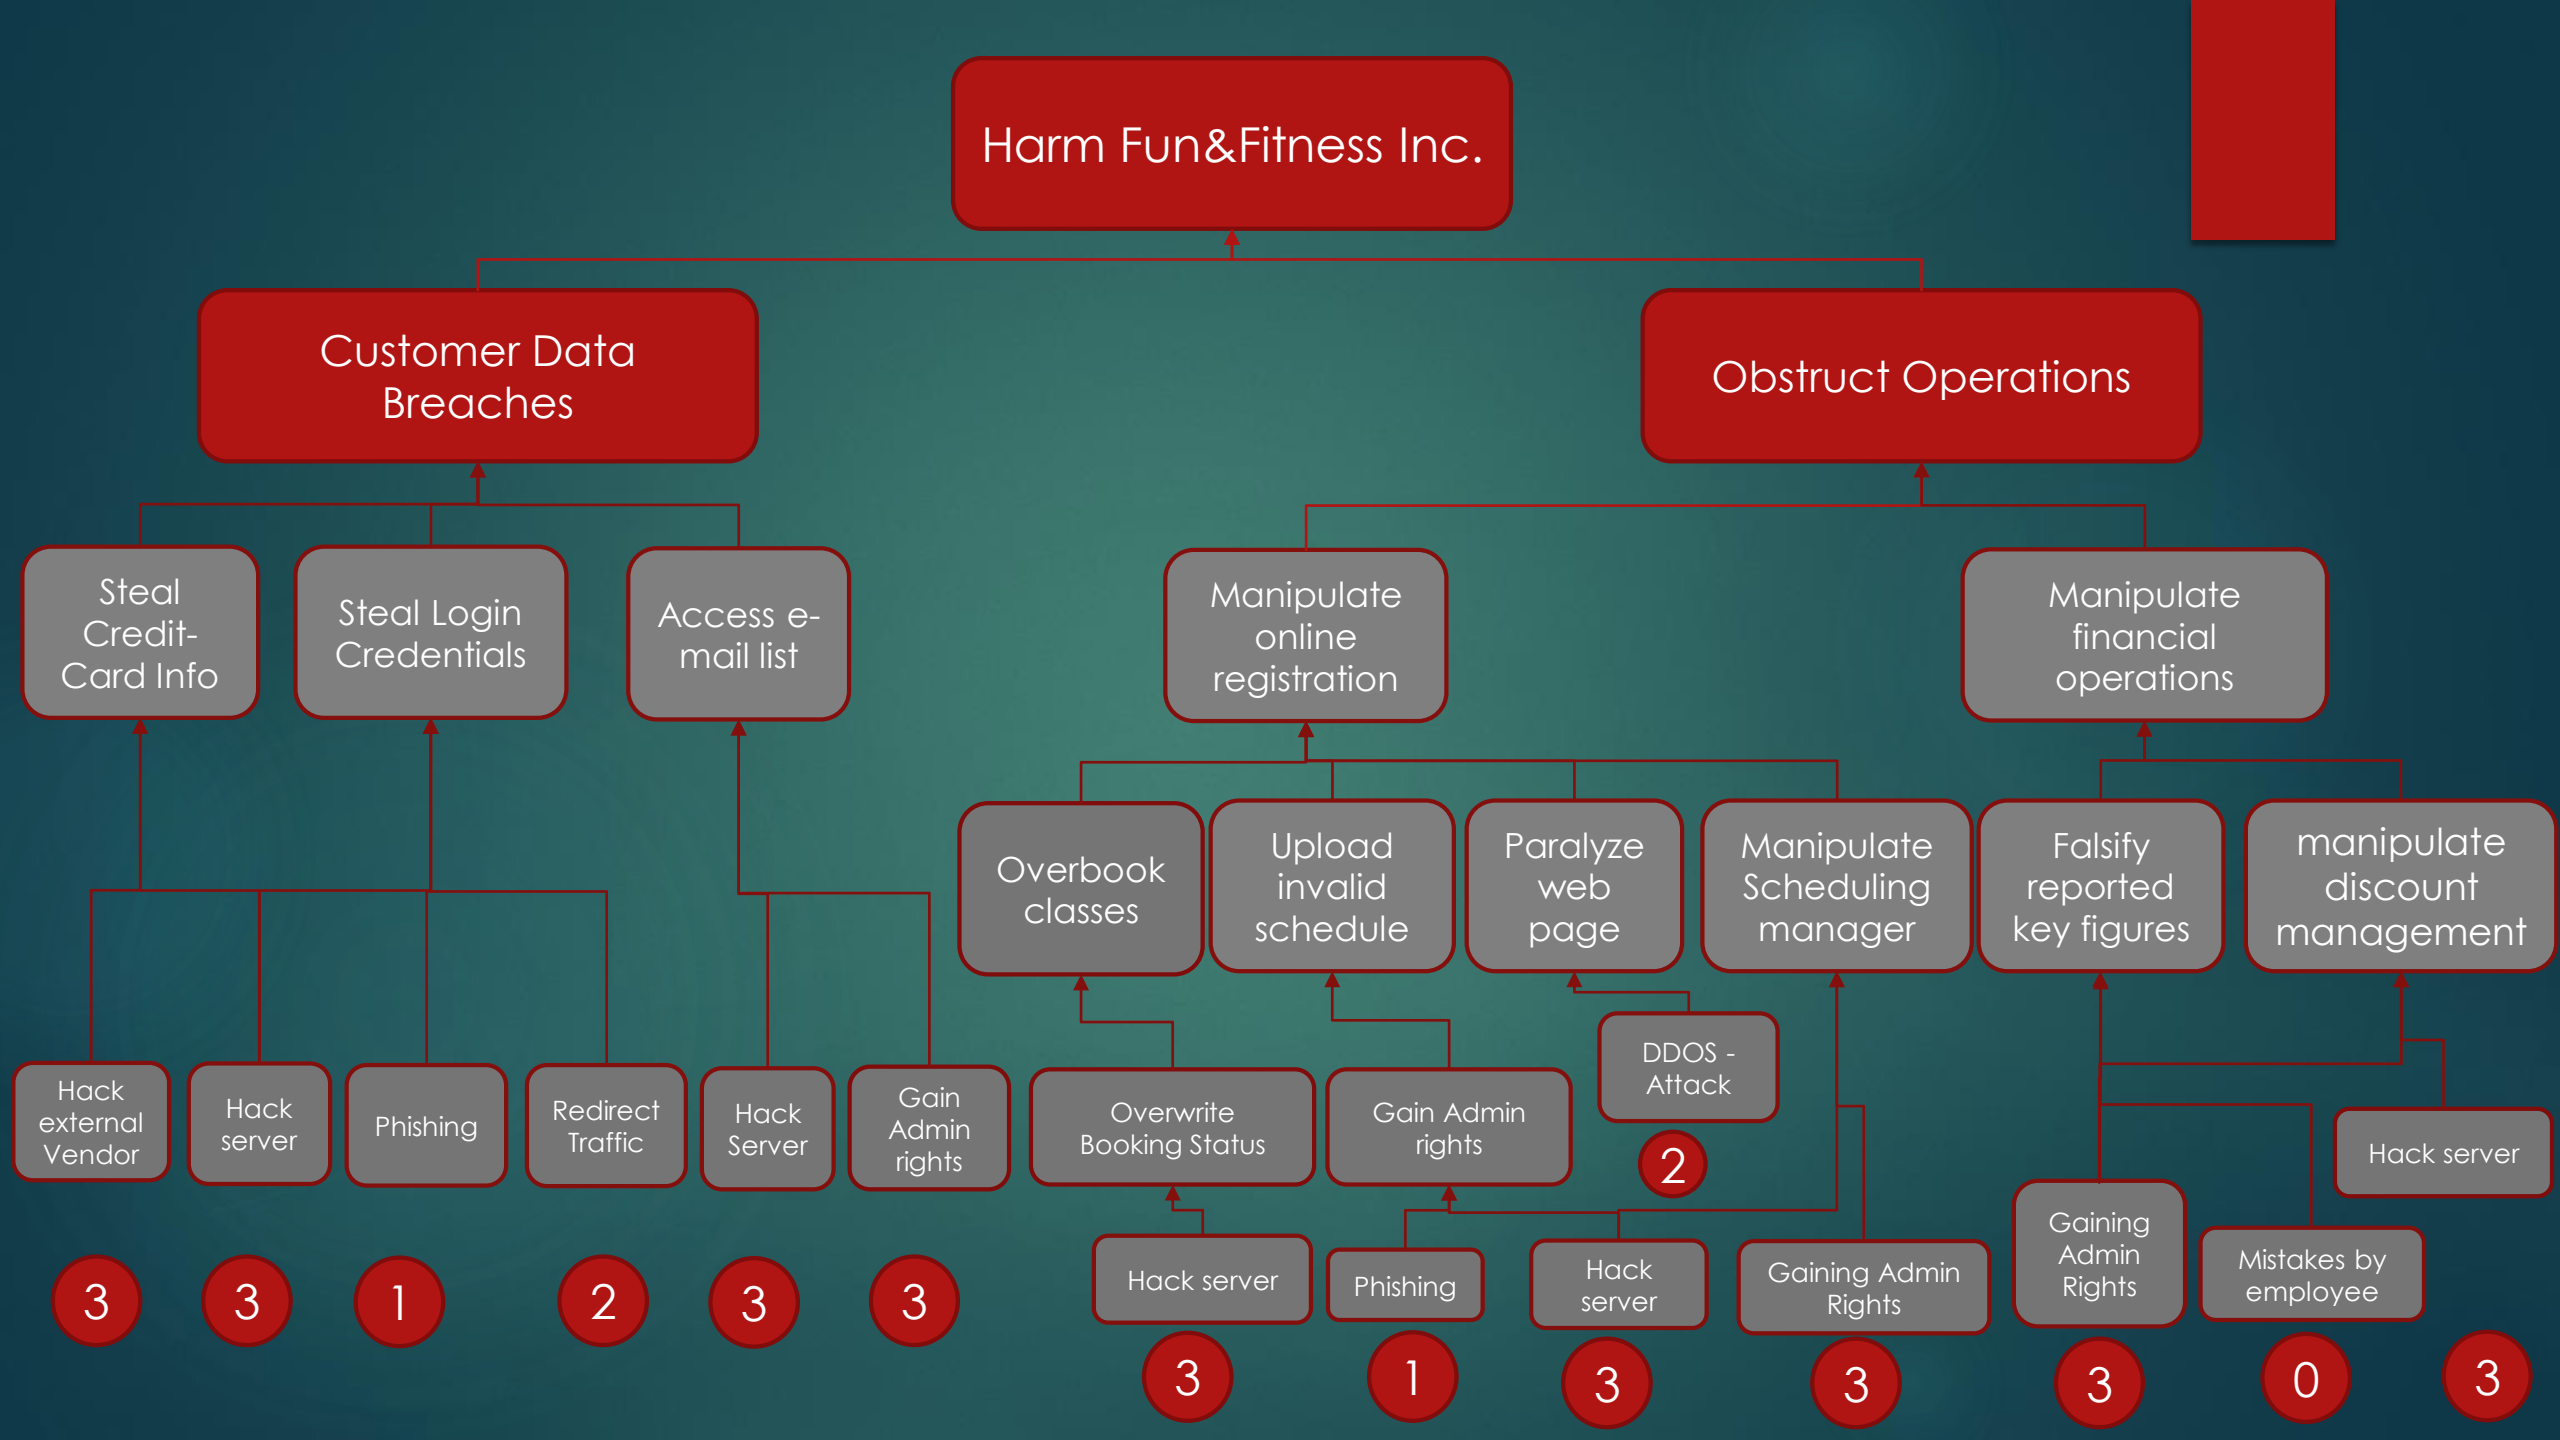 Harm Fun&Fitness Inc.
Customer Data
Breaches
Obstruct Operations
Steal
Credit-
Card Info
Steal Login
Credentials
Access e-
mail list
Manipulate
online
registration
Manipulate
financial
operations
Overbook
classes
Upload
invalid
schedule
Paralyze
web
page
Manipulate
Scheduling
manager
Falsify
reported
key figures
manipulate
discount
management
Hack
external
Vendor
Hack
server
Phishing
Redirect
Traffic
Hack
Server
Gain
Admin
rights
Overwrite
Booking Status
Gain Admin
rights
DDOS -
Attack
2
Hack server
Hack server
Phishing
Hack
server
Gaining Admin
Rights
Gaining
Admin
Rights
Mistakes by
employee
3
3
1
2
3
3
3
1
3
3
3
0
3